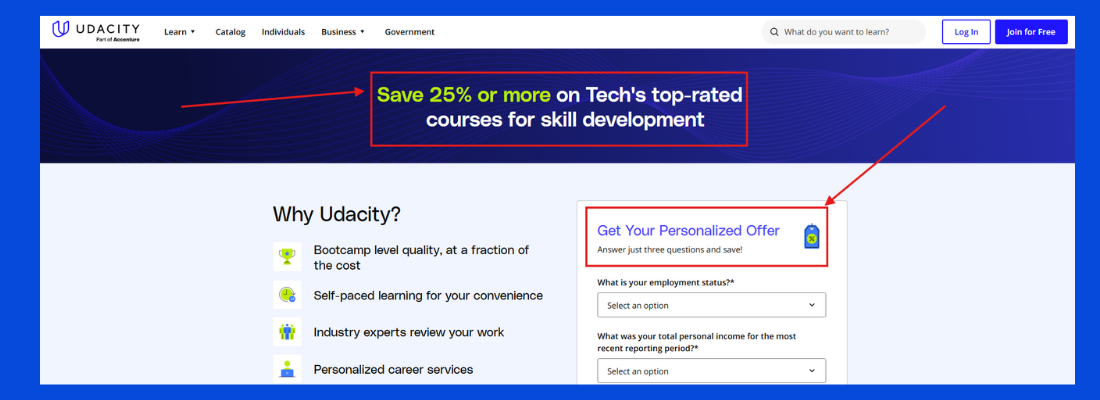 UDACITY
Part of Accenture
Learn
Catalog
Individuals
Business
Government
What do you want to learn?
Log In
Join for Free
Save 25% or more on Tech's top-rated
courses for skill development
Why Udacity?
Bootcamp level quality, at a fraction of
the cost
Self-paced learning for your convenience
Industry experts review your work
Personalized career services
Get Your Personalized Offer
Answer just three questions and save!
What is your employment status?*
Select an option
What was your total personal income for the most
recent reporting period?*
Select an option